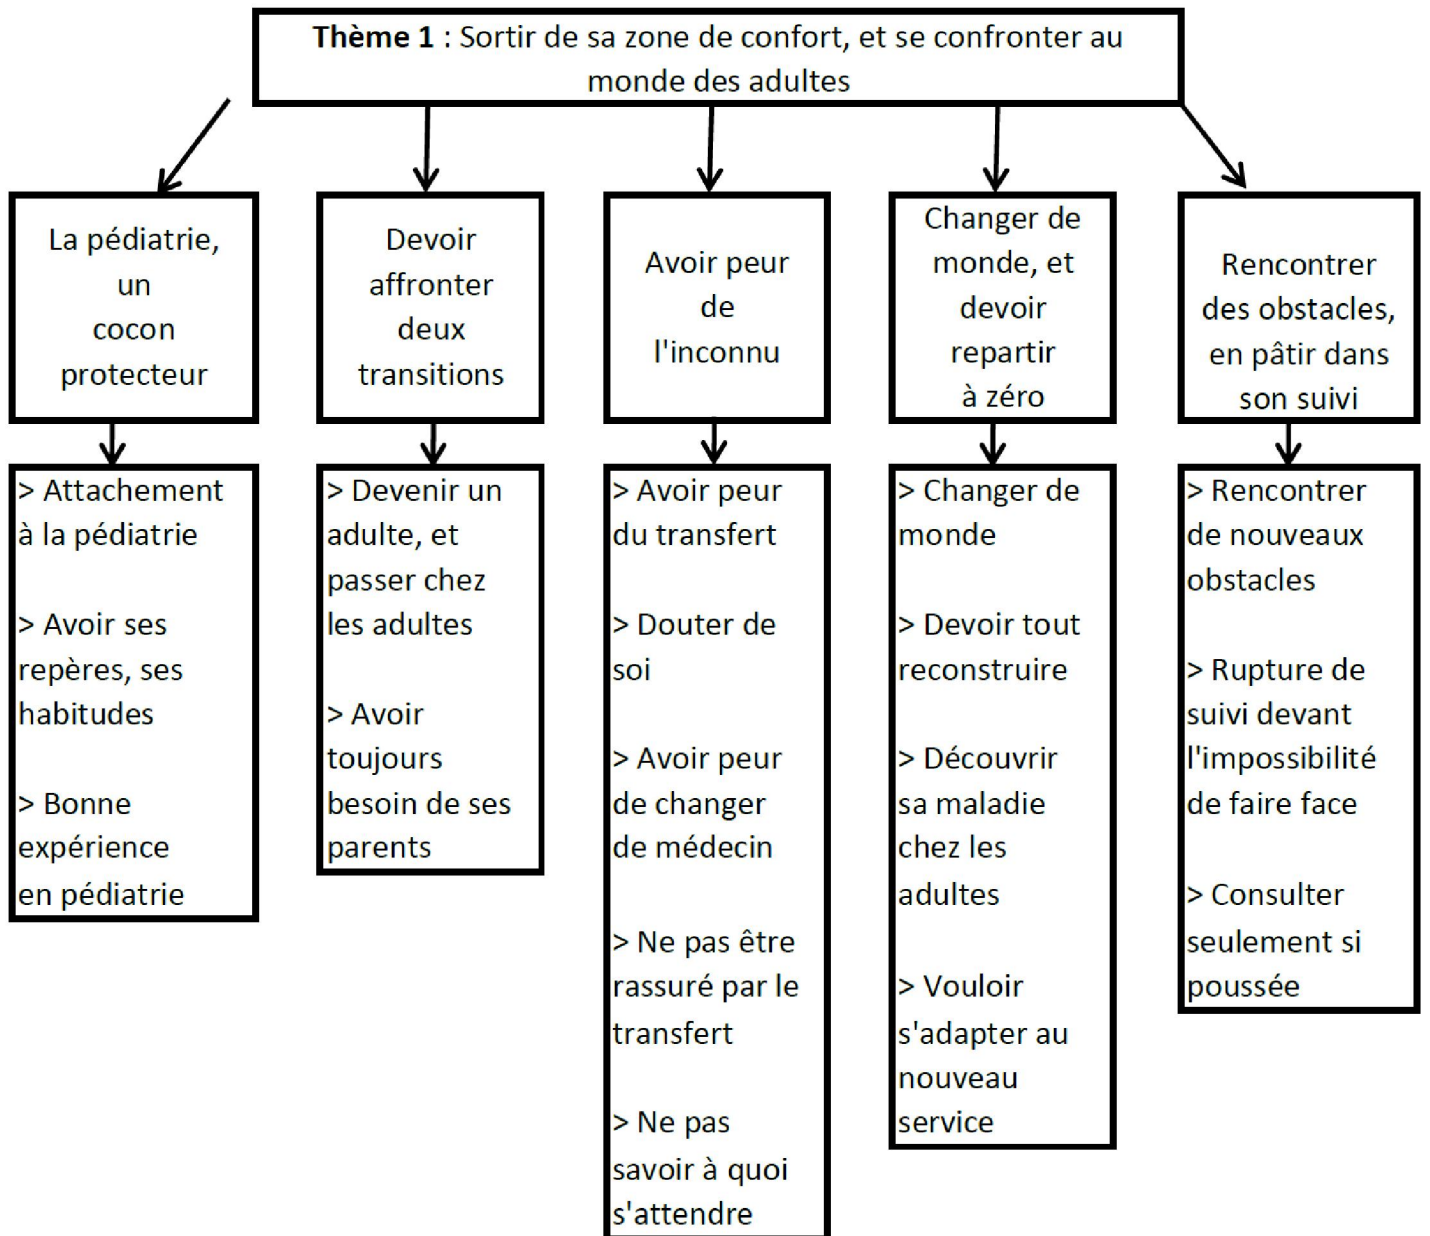 Thème 1 : Sortir de sa zone de confort, et se confronter au
monde des adultes
La pédiatrie,
un
cocon
protecteur
Devoir
affronter
deux
transitions
Avoir peur
de
l'inconnu
Changer de
monde, et
devoir
repartir
à zéro
Rencontrer
des obstacles,
en pâtir dans
son suivi
> Attachement
à la pédiatrie
> Avoir ses
repères, ses
habitudes
> Bonne
expérience
en pédiatrie
> Devenir un
adulte, et
passer chez
les adultes
> Avoir
toujours
besoin de ses
parents
> Avoir peur
du transfert
> Douter de
soi
> Avoir peur
de changer
de médecin
> Ne pas être
rassuré par le
transfert
> Ne pas
savoir à quoi
s'attendre
> Changer de
monde
> Devoir tout
reconstruire
> Découvrir
sa maladie
chez les
adultes
> Vouloir
s'adapter au
nouveau
service
> Rencontrer
de nouveaux
obstacles
> Rupture de
suivi devant
l'impossibilité
de faire face
> Consulter
seulement si
poussée